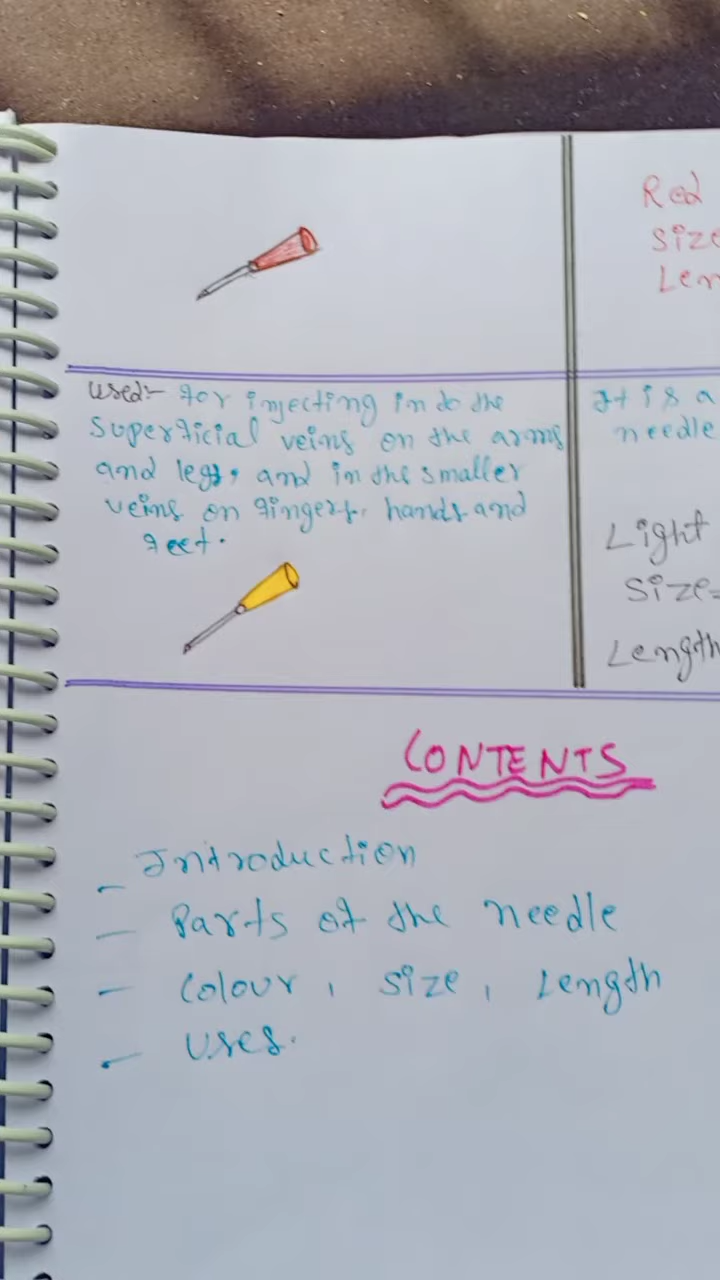 Red
Size
Len
Used:- for injecting in to the
superficial veins on the arms
and legs, and in the smaller
veins on fingers, hands and
feet.
It is a
needle
Light
Size=
Length
CONTENTS
- Introduction
- Parts of the needle
- Colour, Size, Length
- Uses.